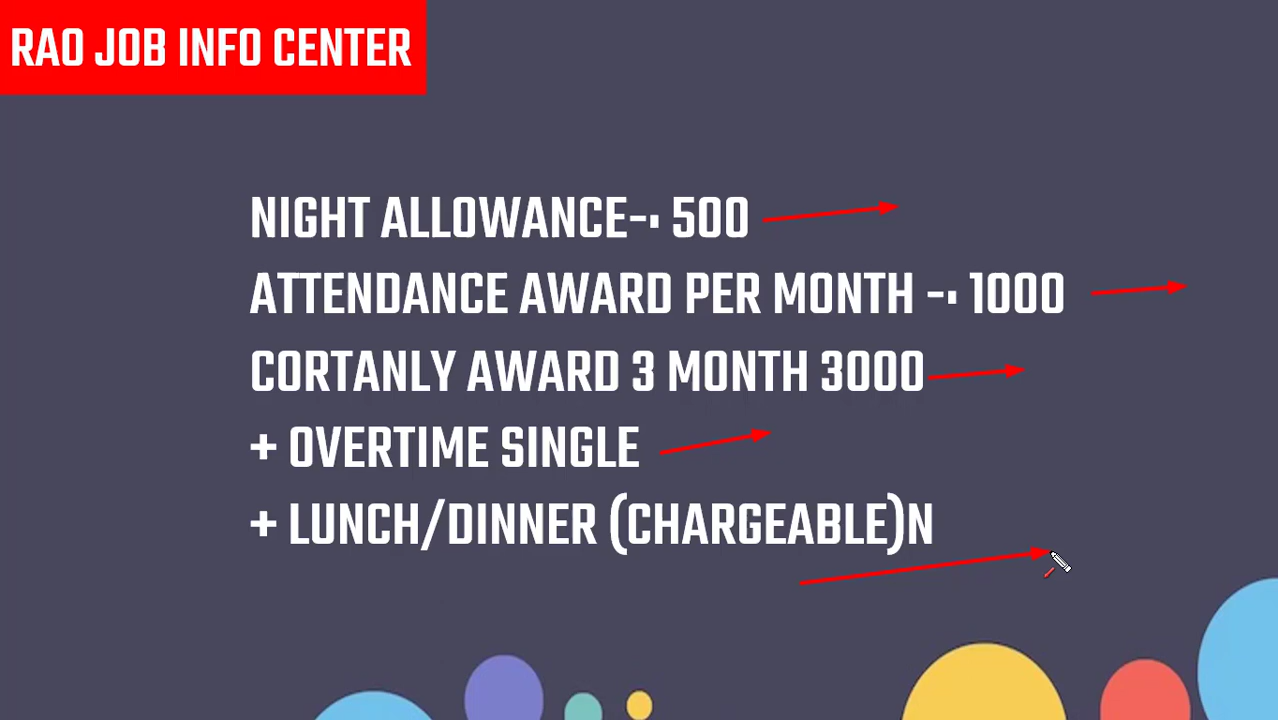 RAO JOB INFO CENTER
NIGHT ALLOWANCE-· 500
ATTENDANCE AWARD PER MONTH -· 1000
CORTANLY AWARD 3 MONTH 3000
+ OVERTIME SINGLE
+ LUNCH/DINNER (CHARGEABLE)N